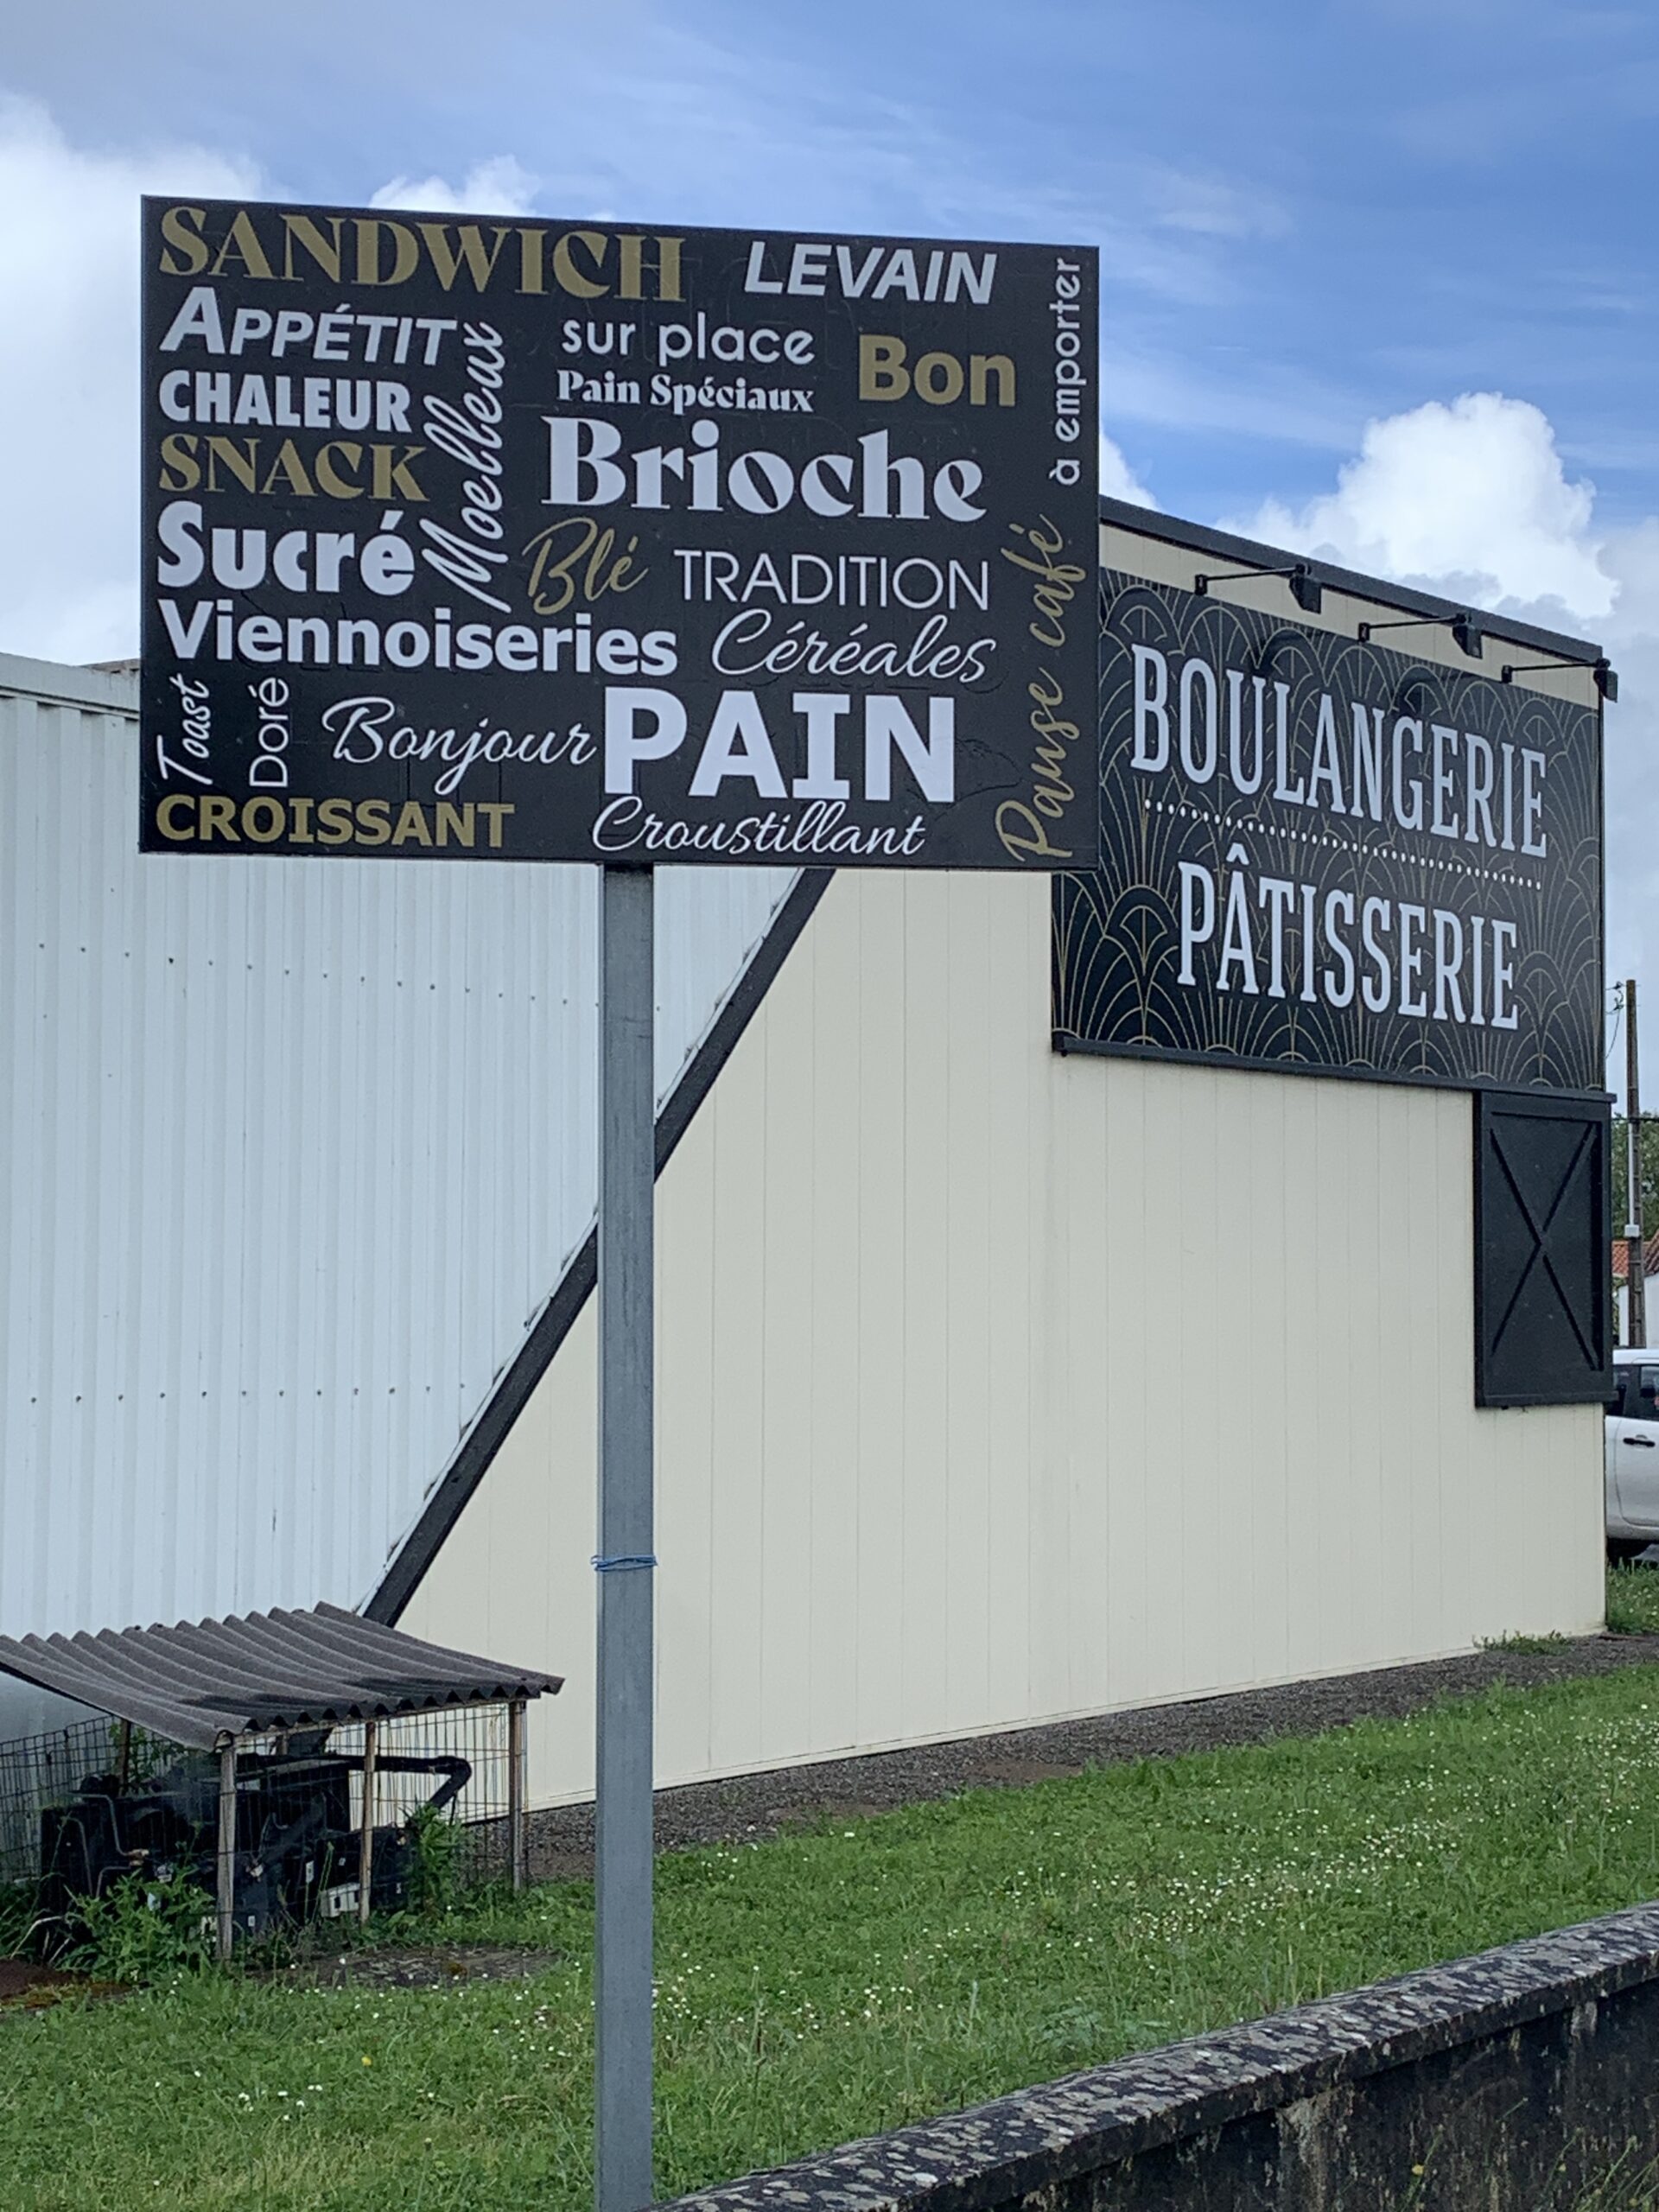 SANDWICH
LEVAIN
à emporter
APPÉTIT
sur place
Bon
CHALEUR
Moelleux
Pain Spéciaux
SNACK
Brioche
Sucré
Blé
TRADITION
Pause café
Viennoiseries
Céréales
Toast
Doré
Bonjour
PAIN
CROISSANT
Croustillant
BOULANGERIE
PÂTISSERIE